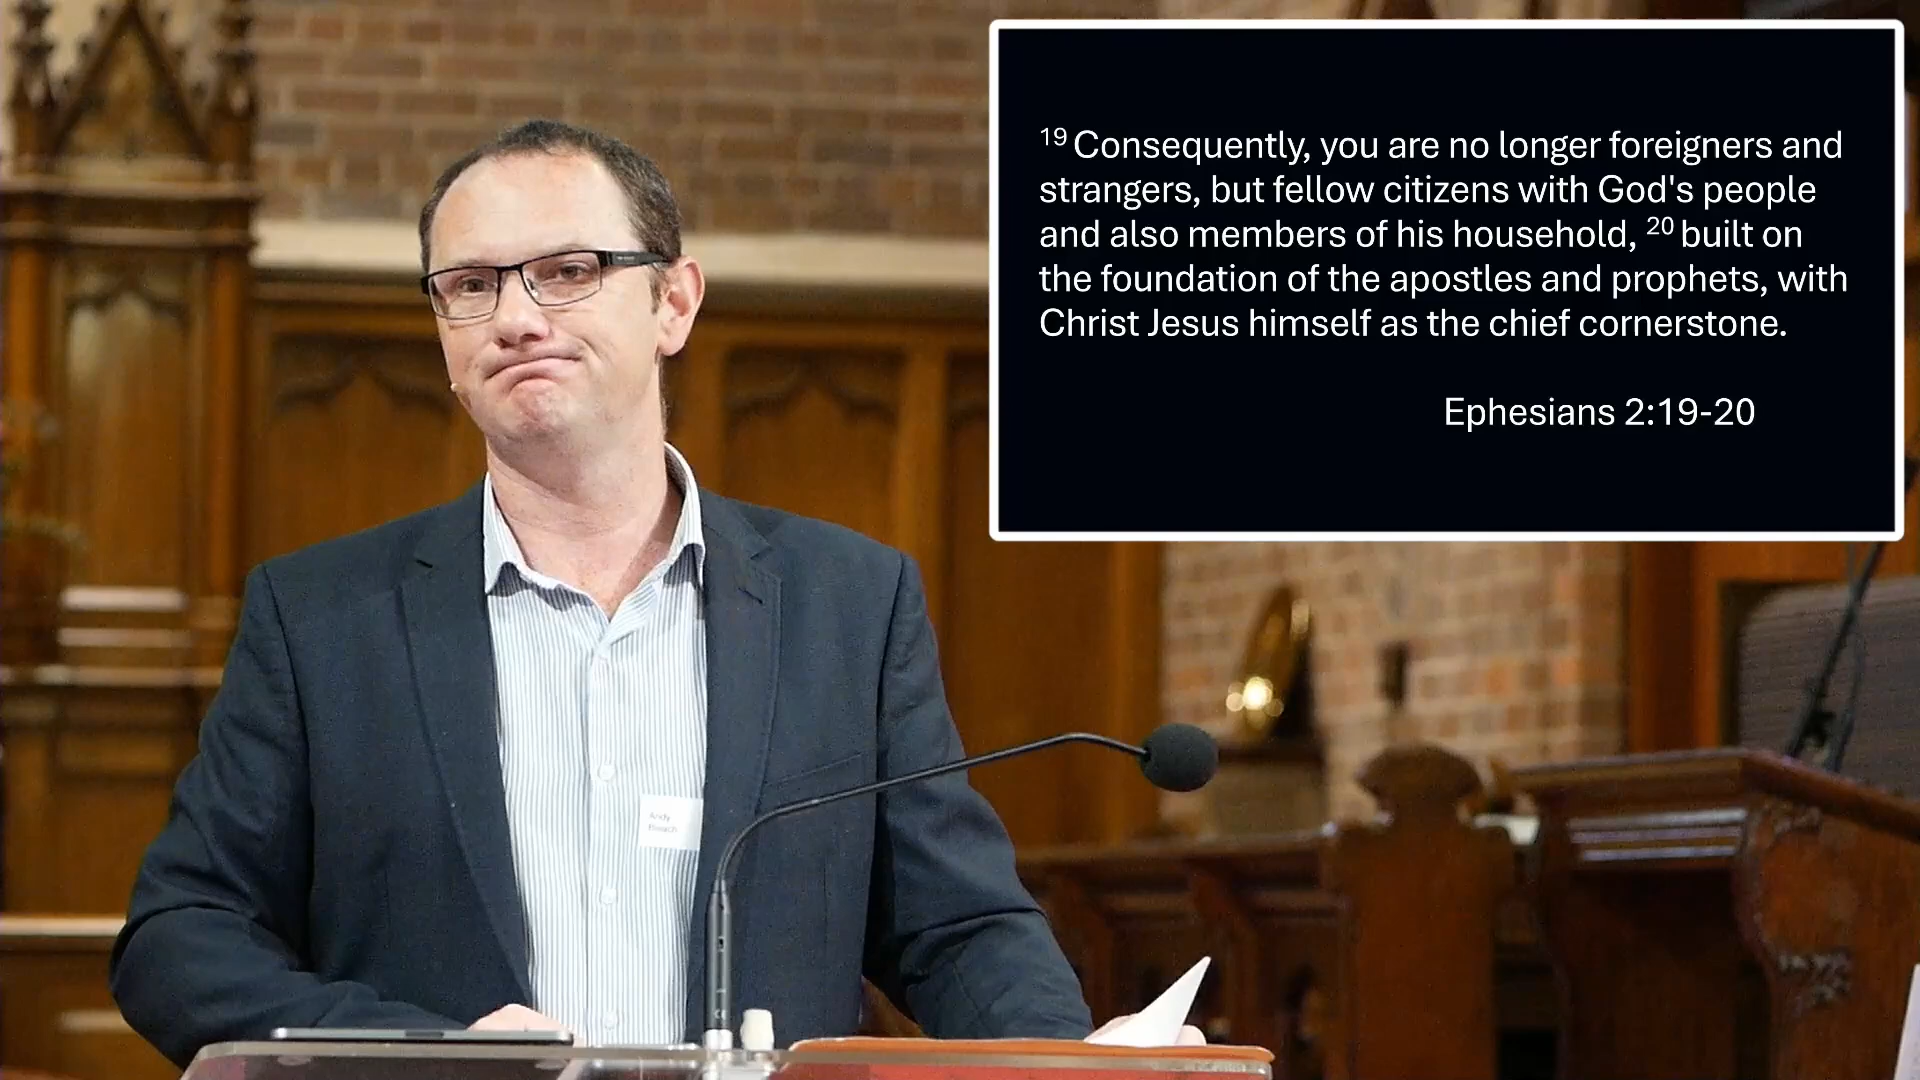 19 Consequently, you are no longer foreigners and
strangers, but fellow citizens with God's people
and also members of his household, 20 built on
the foundation of the apostles and prophets, with
Christ Jesus himself as the chief cornerstone.
Ephesians 2:19-20
Andy